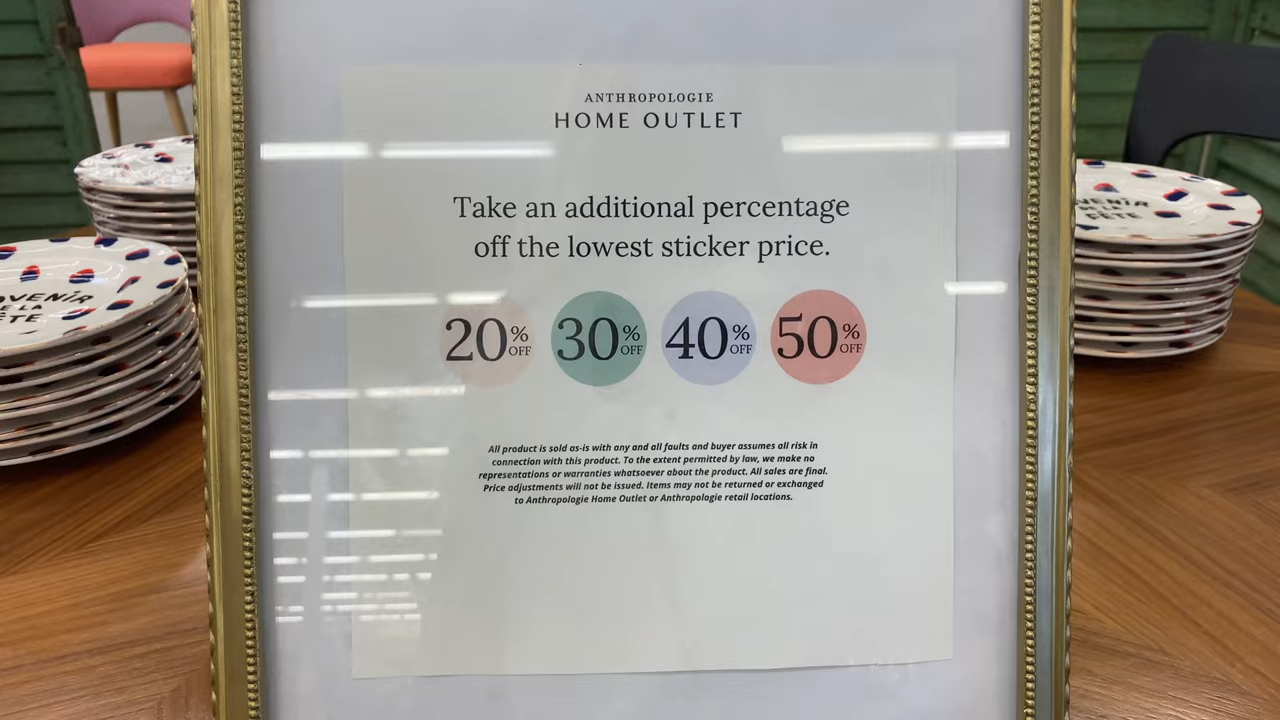 ANTHROPOLOGIE
HOME OUTLET
Take an additional percentage
off the lowest sticker price.
20% OFF 30% OFF 40% OFF 50% OFF
All product is sold as-is with any and all faults and buyer assumes all risk in
connection with this product. To the extent permitted by law, we make no
representations or warranties whatsoever about the product. All sales are final.
Price adjustments will not be issued. Items may not be returned or exchanged
to Anthropologie Home Outlet or Anthropologie retail locations.
LA
FÊTE